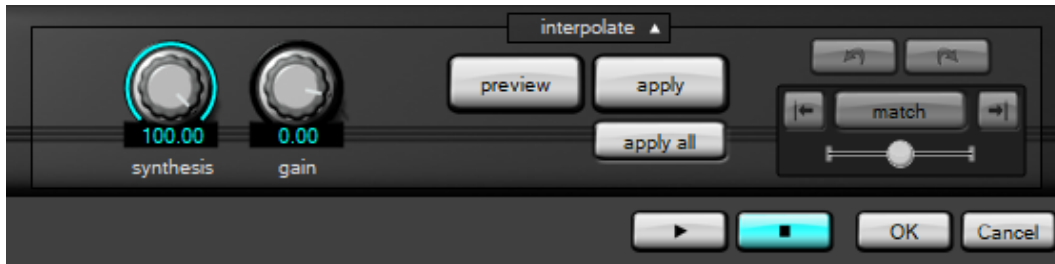 interpolate
preview
apply
100.00
0.00
match
apply all
synthesis
gain
OK
Cancel